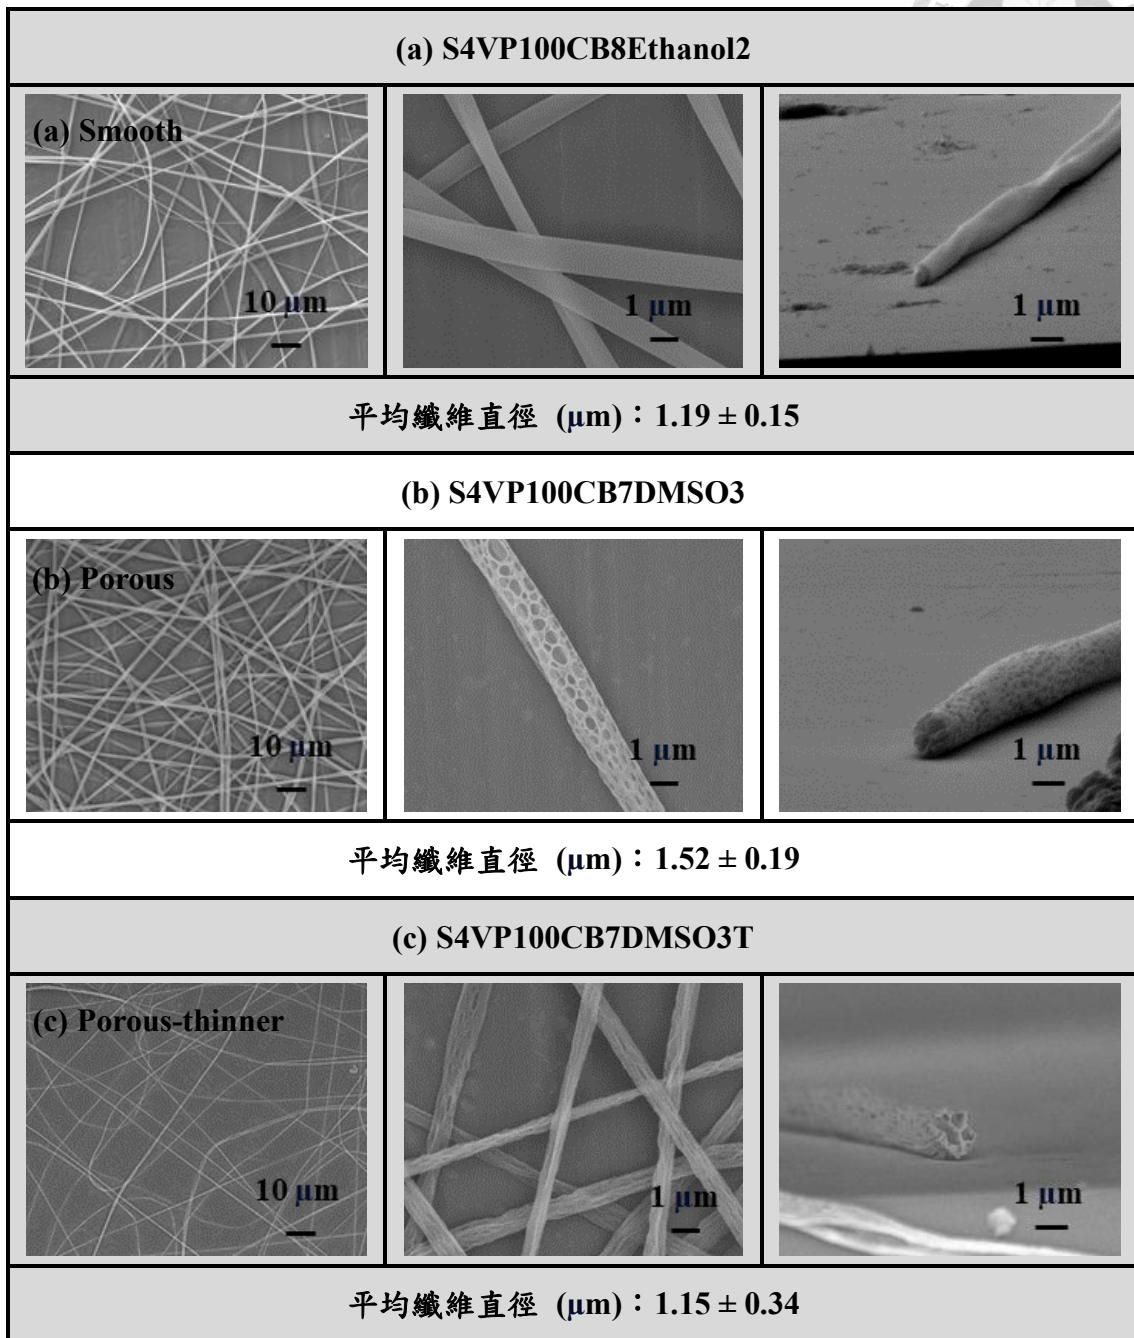 (a) S4VP100CB8Ethanol2
(a) Smooth
10 μm
1 μm
1 μm
平均纖維直徑 (μm)：1.19 ± 0.15
(b) S4VP100CB7DMSO3
(b) Porous
10 μm
1 μm
1 μm
平均纖維直徑 (μm)：1.52 ± 0.19
(c) S4VP100CB7DMSO3T
(c) Porous-thinner
10 μm
1 μm
1 μm
平均纖維直徑 (μm)：1.15 ± 0.34